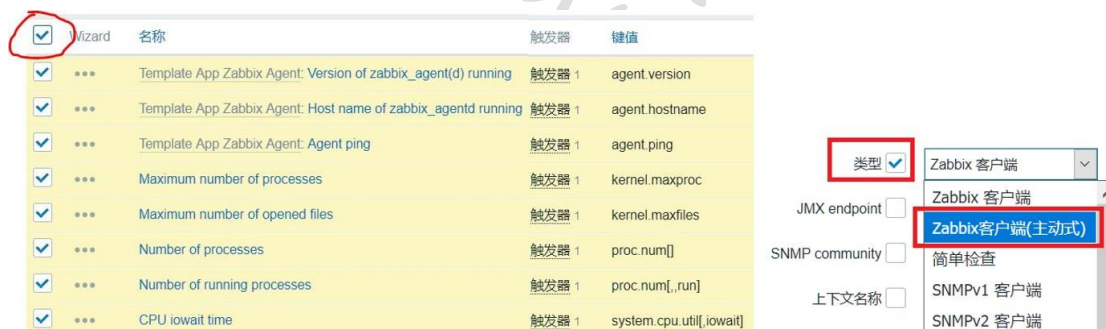 Wizard 名称 触发器 键值
Template App Zabbix Agent: Version of zabbix_agent(d) running 触发器 1 agent.version
Template App Zabbix Agent: Host name of zabbix_agentd running 触发器 1 agent.hostname
Template App Zabbix Agent: Agent ping 触发器 1 agent.ping
Maximum number of processes 触发器 1 kernel.maxproc
Maximum number of opened files 触发器 1 kernel.maxfiles
Number of processes 触发器 1 proc.num[]
Number of running processes 触发器 1 proc.num[,,run]
CPU iowait time 触发器 1 system.cpu.util[,iowait]
类型 Zabbix 客户端
Zabbix 客户端
JMX endpoint
Zabbix客户端(主动式)
SNMP community
简单检查
SNMPv1 客户端
上下文名称
SNMPv2 客户端